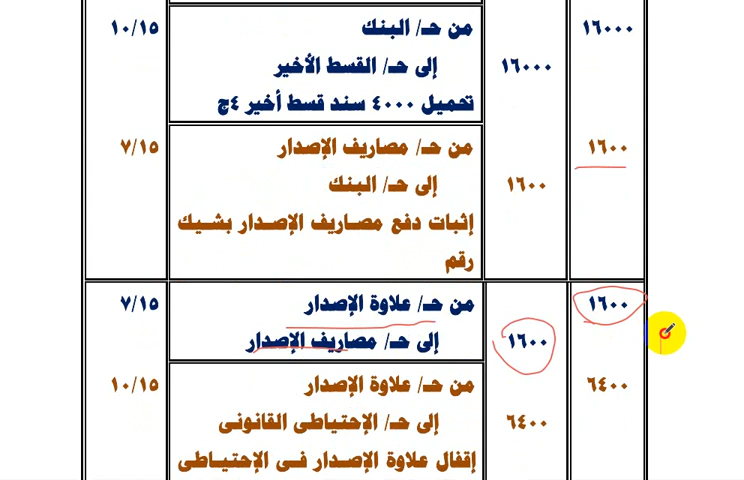 ١٦٠٠٠ من حـ/ البنك ١٠/١٥
١٦٠٠٠ إلى حـ/ القسط الأخير
تحميل ٤٠٠٠ سند قسط أخير ٤ج
١٦٠٠ من حـ/ مصاريف الإصدار ٧/١٥
١٦٠٠ إلى حـ/ البنك
إثبات دفع مصاريف الإصدار بشيك
رقم
١٦٠٠ من حـ/ علاوة الإصدار ٧/١٥
١٦٠٠ إلى حـ/ مصاريف الإصدار
٦٤٠٠ من حـ/ علاوة الإصدار ١٠/١٥
٦٤٠٠ إلى حـ/ الإحتياطى القانونى
إقفال علاوة الإصدار فى الإحتياطى